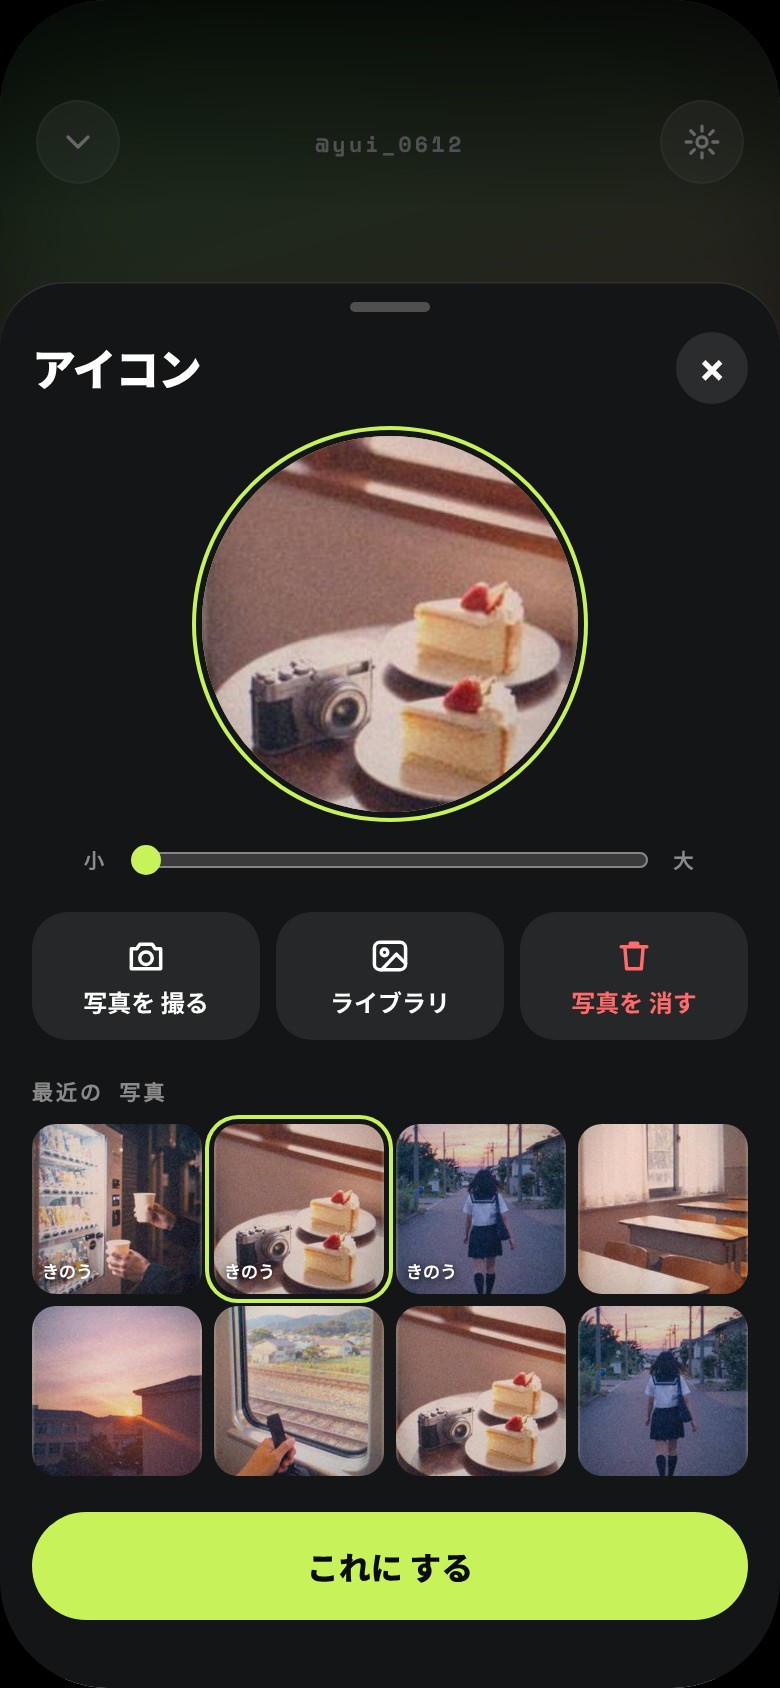 @yui_0612
アイコン
小
大
写真を 撮る
ライブラリ
写真を 消す
最近の 写真
きのう
きのう
きのう
これに する